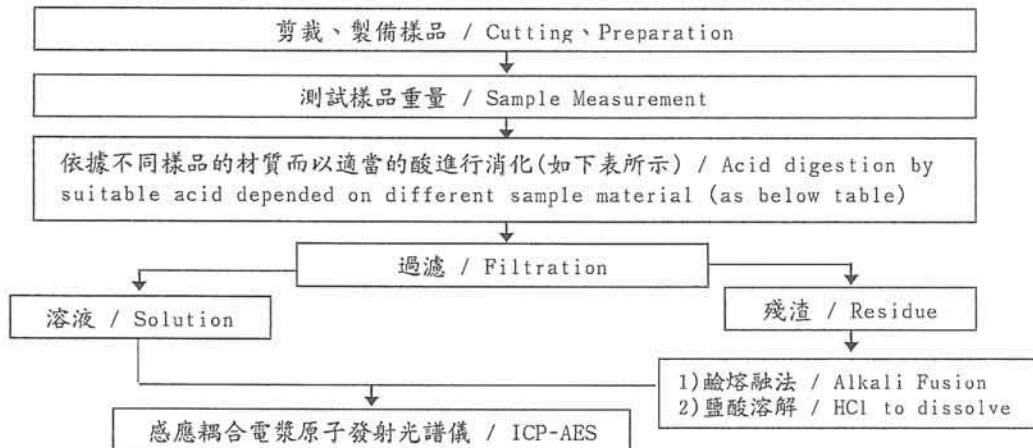 剪裁、製備樣品 / Cutting、Preparation
測試樣品重量 / Sample Measurement
依據不同樣品的材質而以適當的酸進行消化(如下表所示) / Acid digestion by
suitable acid depended on different sample material (as below table)
過濾 / Filtration
溶液 / Solution
殘渣 / Residue
1)鹼熔融法 / Alkali Fusion
2)鹽酸溶解 / HCl to dissolve
感應耦合電漿原子發射光譜儀 / ICP-AES